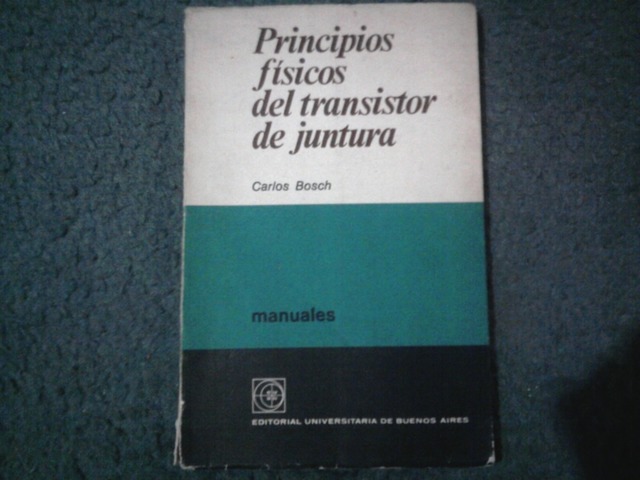 Principios
físicos
del transistor
de juntura
Carlos Bosch
manuales
EDITORIAL UNIVERSITARIA DE BUENOS AIRES